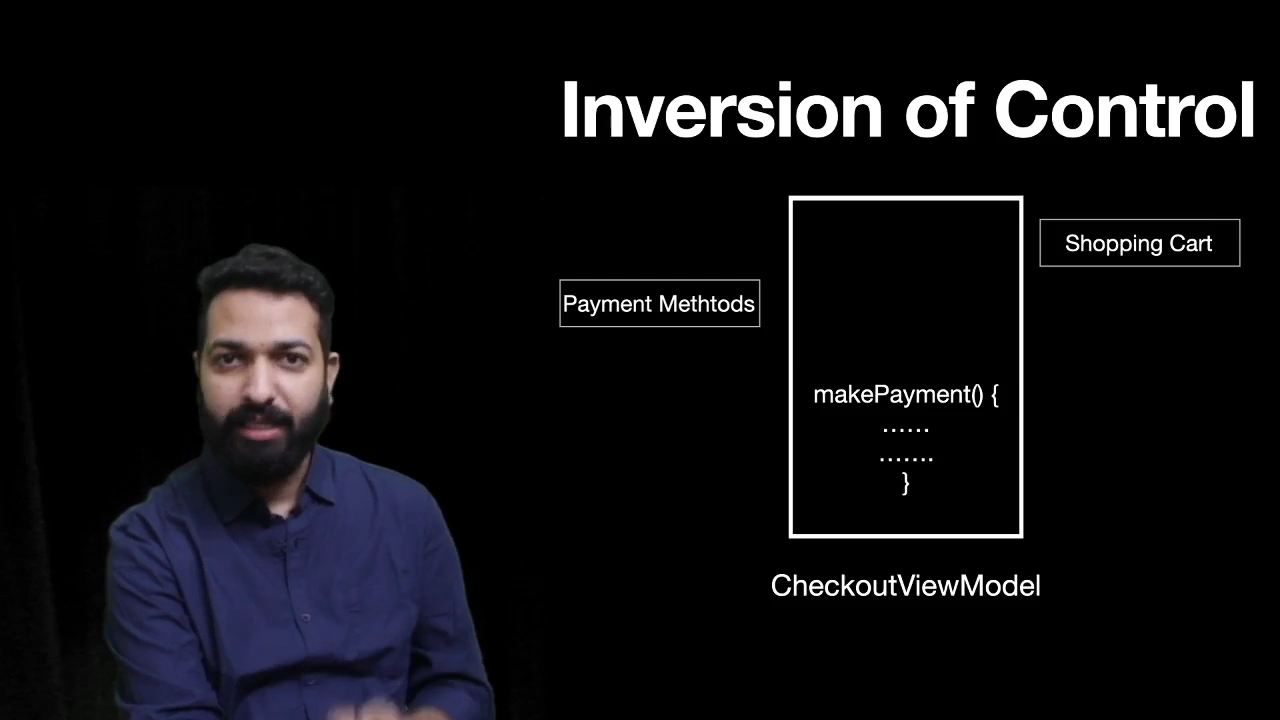 Inversion of Control
Shopping Cart
Payment Methtods
makePayment() {
......
.......
}
CheckoutViewModel